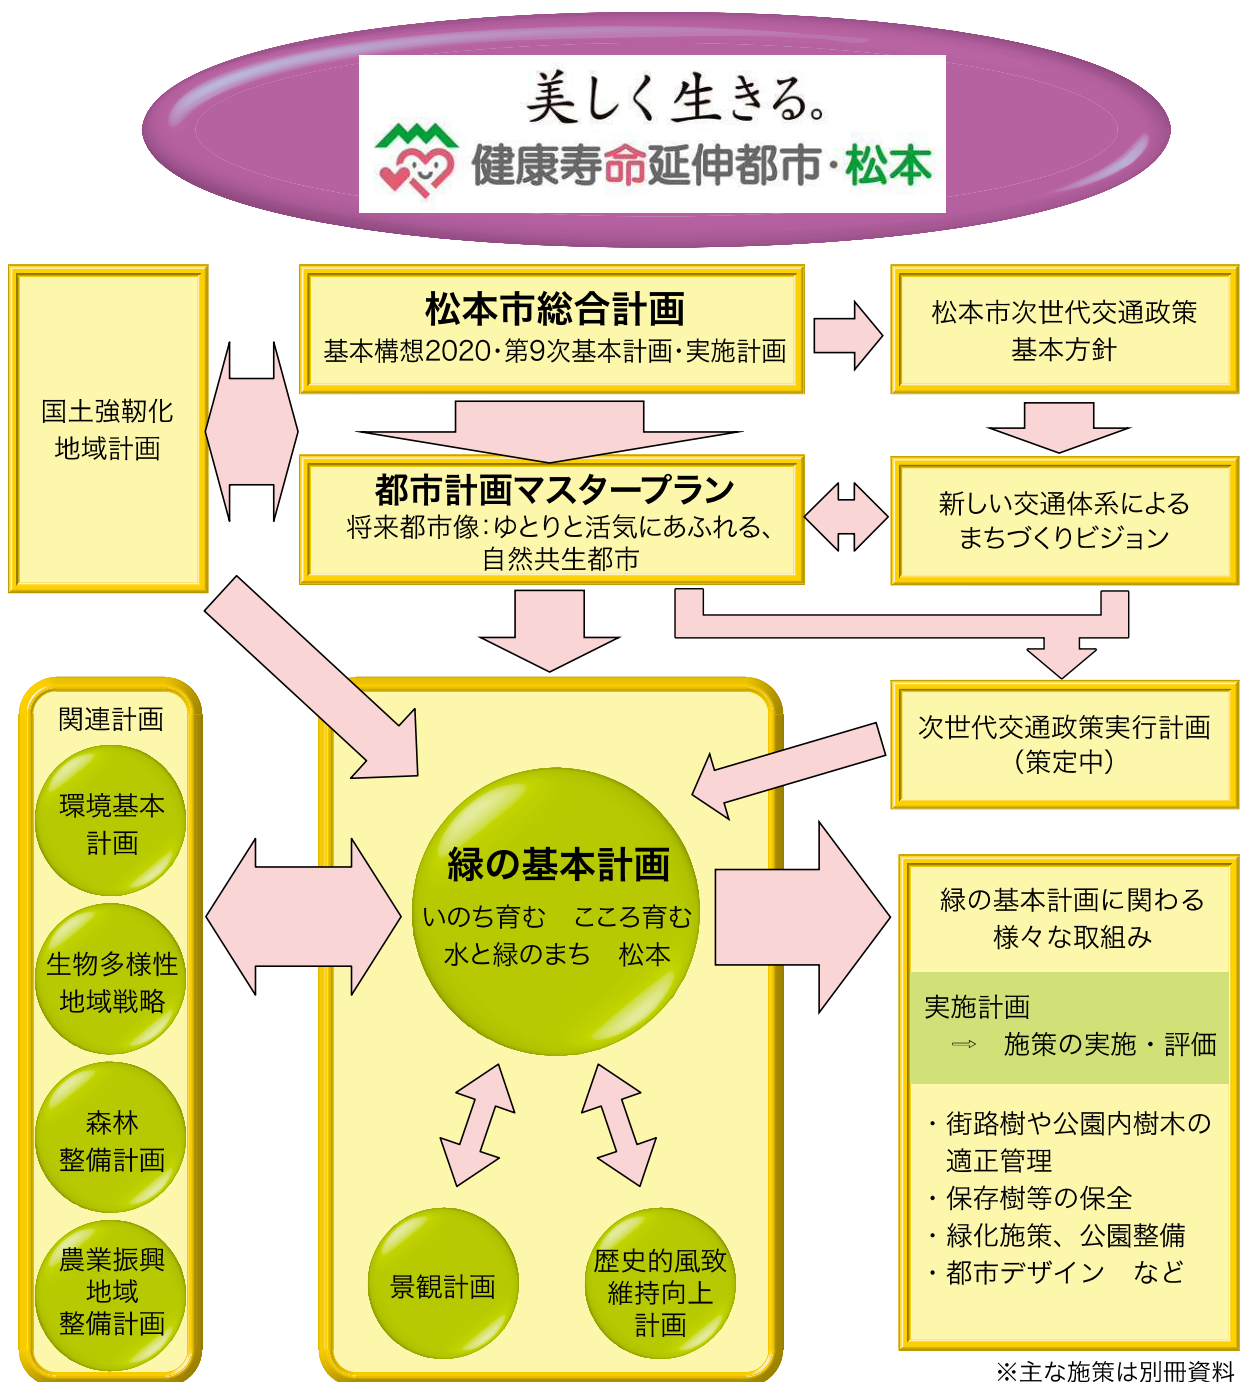 美しく生きる。
健康寿命延伸都市・松本
国土強靭化
地域計画
松本市総合計画
基本構想2020・第9次基本計画・実施計画
松本市次世代交通政策
基本方針
都市計画マスタープラン
将来都市像：ゆとりと活気にあふれる、
自然共生都市
新しい交通体系による
まちづくりビジョン
次世代交通政策実行計画
（策定中）
関連計画
環境基本
計画
生物多様性
地域戦略
森林
整備計画
農業振興
地域
整備計画
緑の基本計画
いのち育む　こころ育む
水と緑のまち　松本
景観計画
歴史的風致
維持向上
計画
緑の基本計画に関わる
様々な取組み
実施計画
⇒　施策の実施・評価
・街路樹や公園内樹木の
適正管理
・保存樹等の保全
・緑化施策、公園整備
・都市デザイン　など
※主な施策は別冊資料